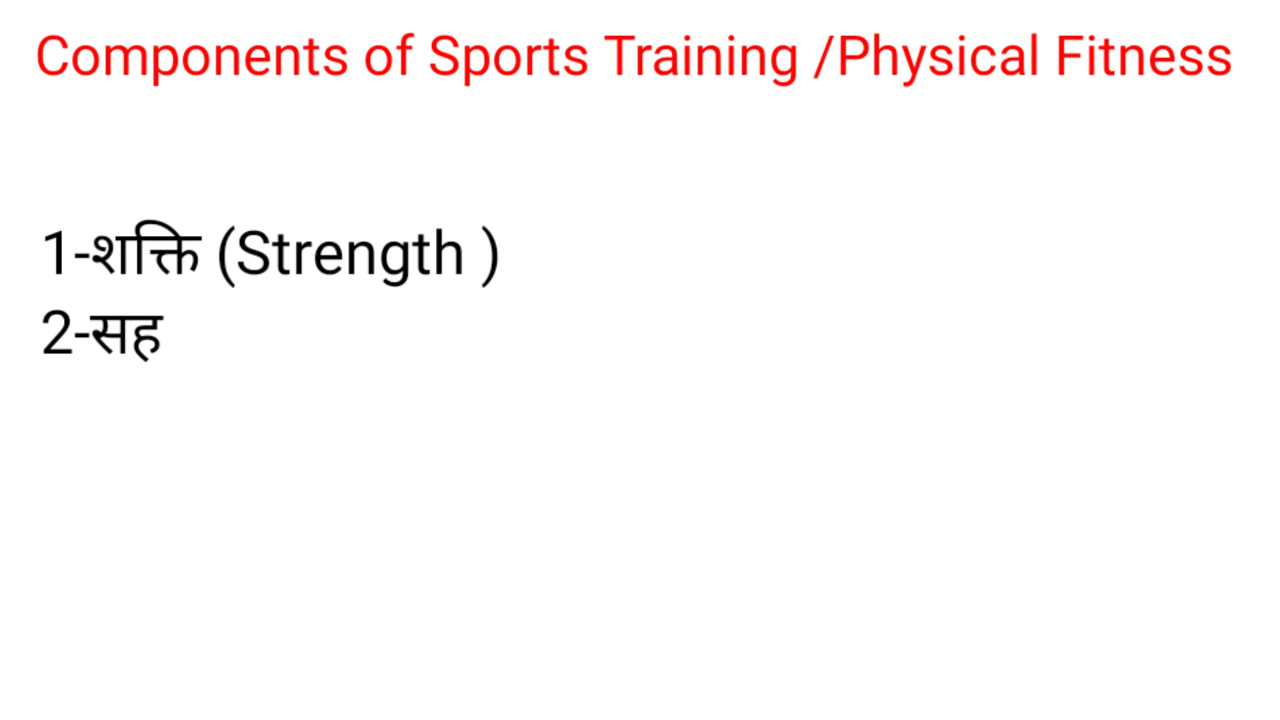 Components of Sports Training /Physical Fitness
1-शक्ति (Strength )
2-सह